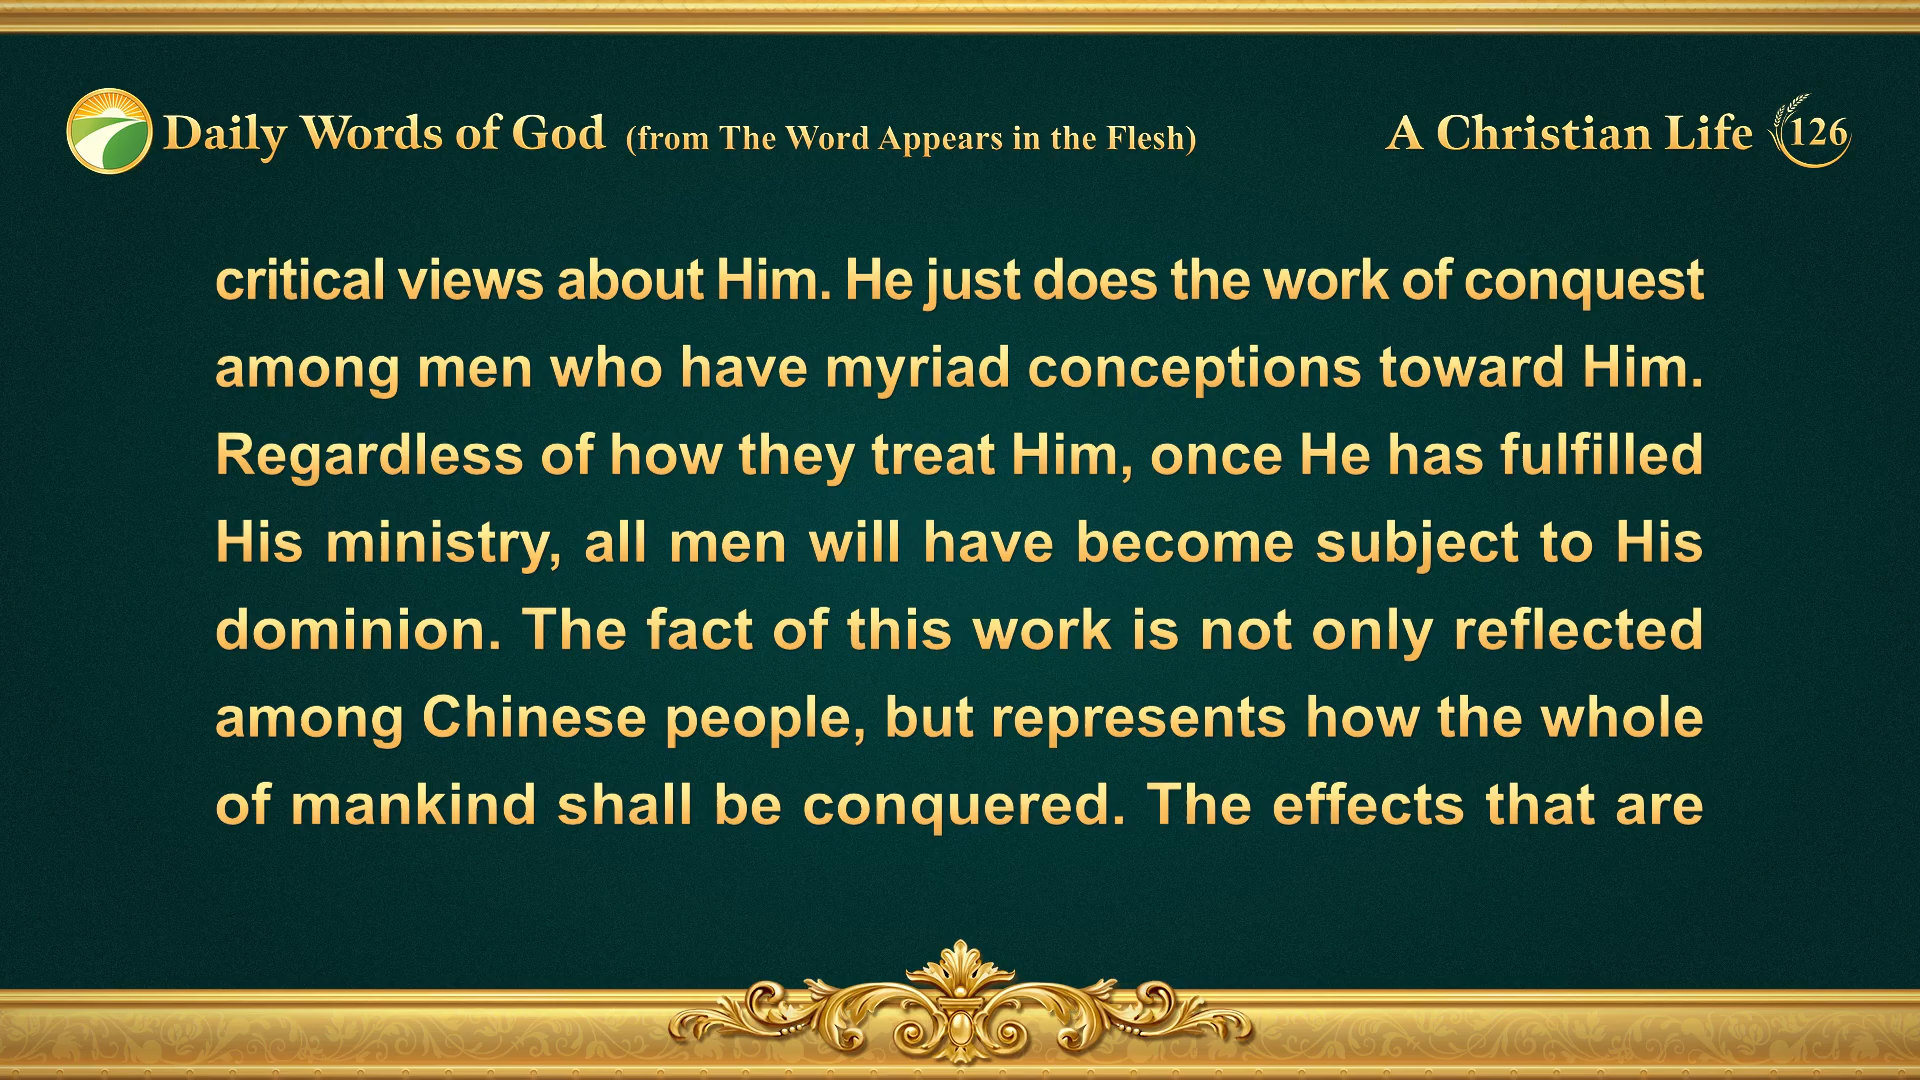 Daily Words of God (from The Word Appears in the Flesh)
A Christian Life 126
critical views about Him. He just does the work of conquest
among men who have myriad conceptions toward Him.
Regardless of how they treat Him, once He has fulfilled
His ministry, all men will have become subject to His
dominion. The fact of this work is not only reflected
among Chinese people, but represents how the whole
of mankind shall be conquered. The effects that are